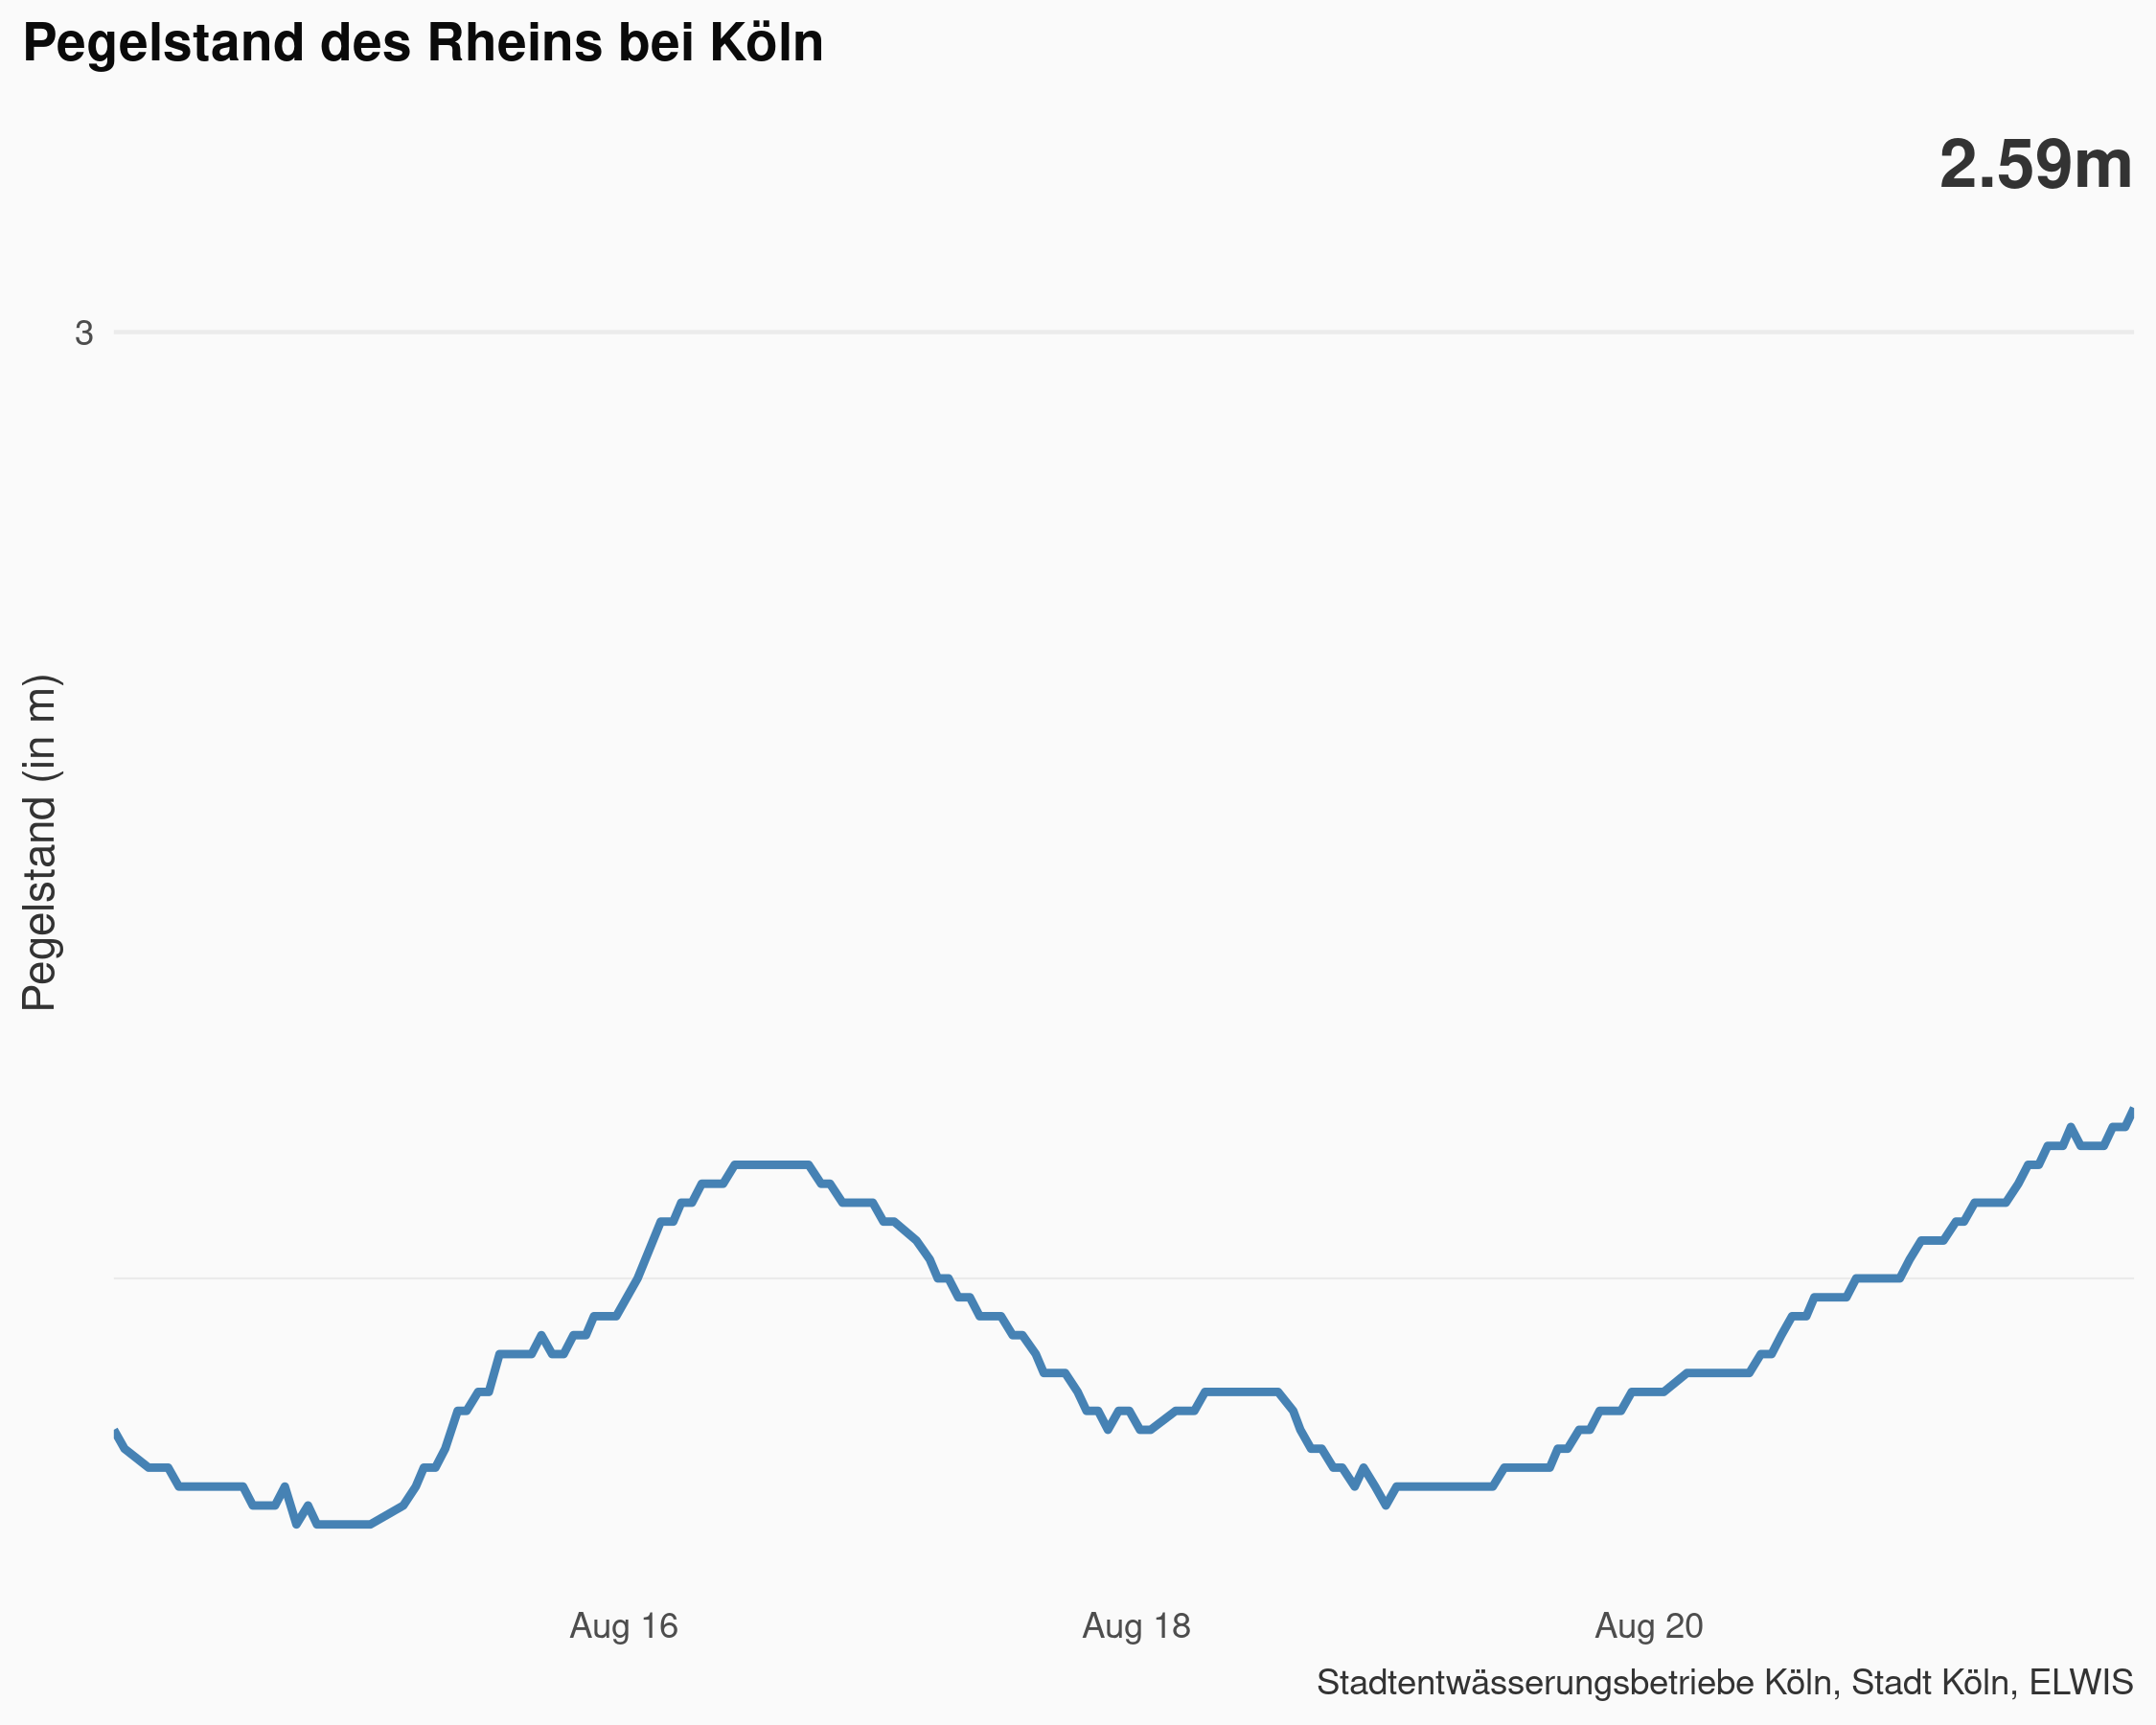 Pegelstand des Rheins bei Köln
2.59m
3
Pegelstand (in m)
Aug 16
Aug 18
Aug 20
Stadtentwässerungsbetriebe Köln, Stadt Köln, ELWIS